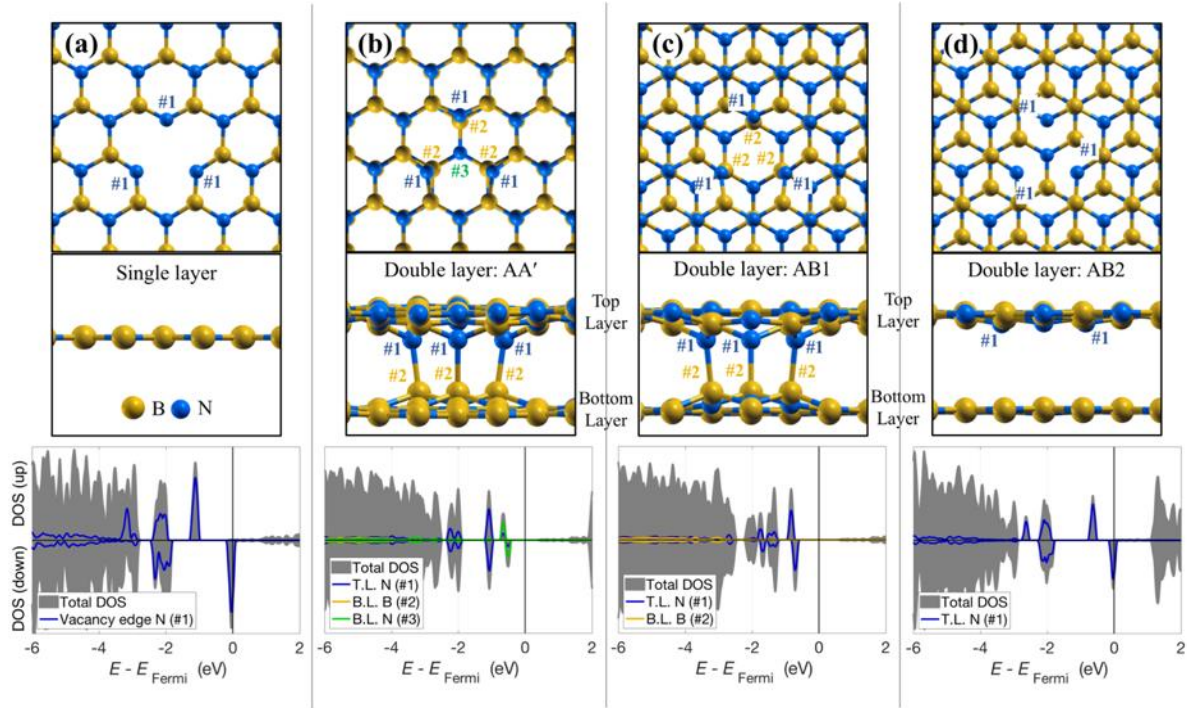 (a)
#1
#1
#1
Single layer
B N
DOS (up)
DOS (down)
Total DOS
Vacancy edge N (#1)
-6 -4 -2 0 2
E - E Fermi (eV)
(b)
#1
#2
#2 #2
#3
#1 #1
Double layer: AA′
Top
Layer
#1 #1 #1
#2 #2 #2
Bottom
Layer
Total DOS
T.L. N (#1)
B.L. B (#2)
B.L. N (#3)
-6 -4 -2 0 2
E - E Fermi (eV)
(c)
#1
#2
#2 #2
#1 #1
Double layer: AB1
#1 #1 #1
#2 #2 #2
Total DOS
T.L. N (#1)
B.L. B (#2)
-6 -4 -2 0 2
E - E Fermi (eV)
(d)
#1
#1
#1
Double layer: AB2
Top
Layer
#1 #1
Bottom
Layer
Total DOS
T.L. N (#1)
-6 -4 -2 0 2
E - E Fermi (eV)